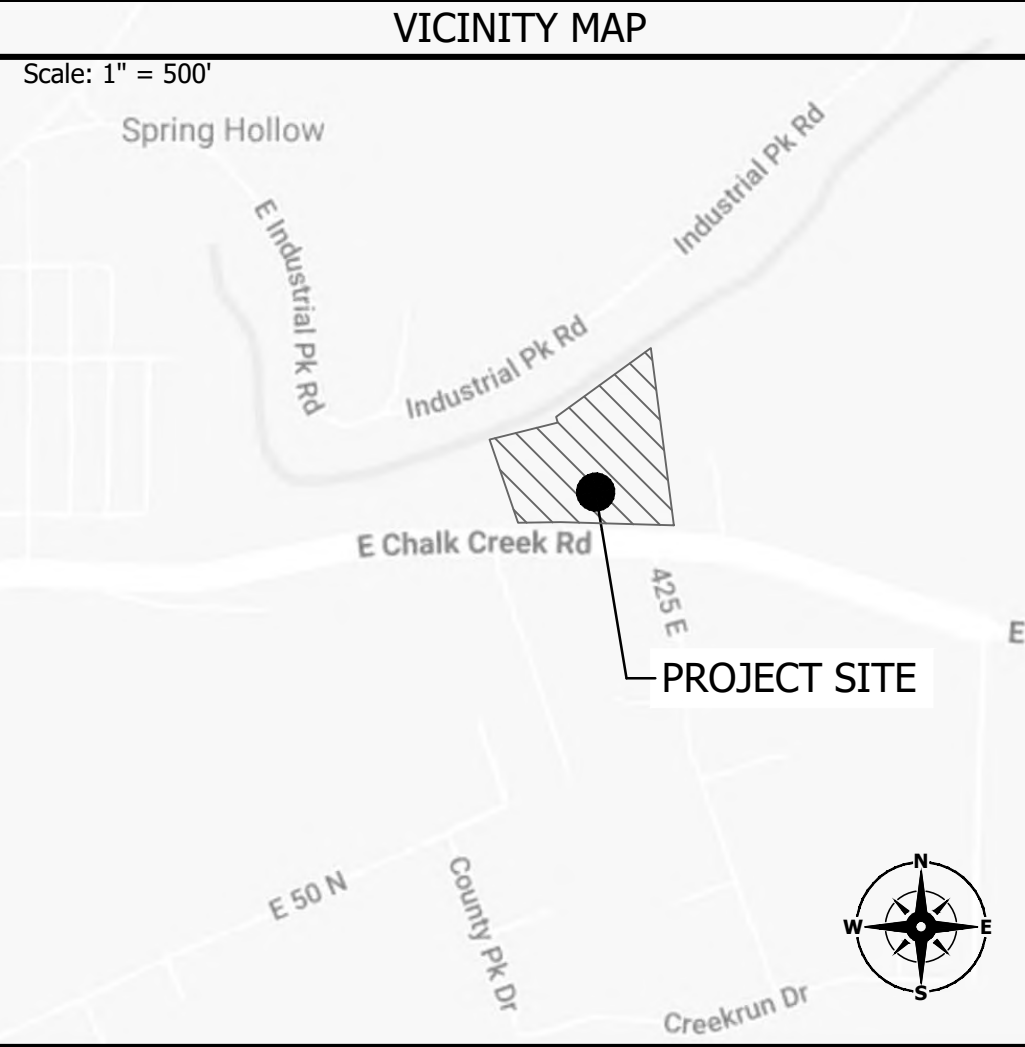 VICINITY MAP
Scale: 1" = 500'
Spring Hollow
Industrial Pk Rd
E Industrial Pk Rd
Industrial Pk Rd
E Chalk Creek Rd
425 E
E
PROJECT SITE
E 50 N
County Pk Dr
Creekrun Dr
N
W
E
S